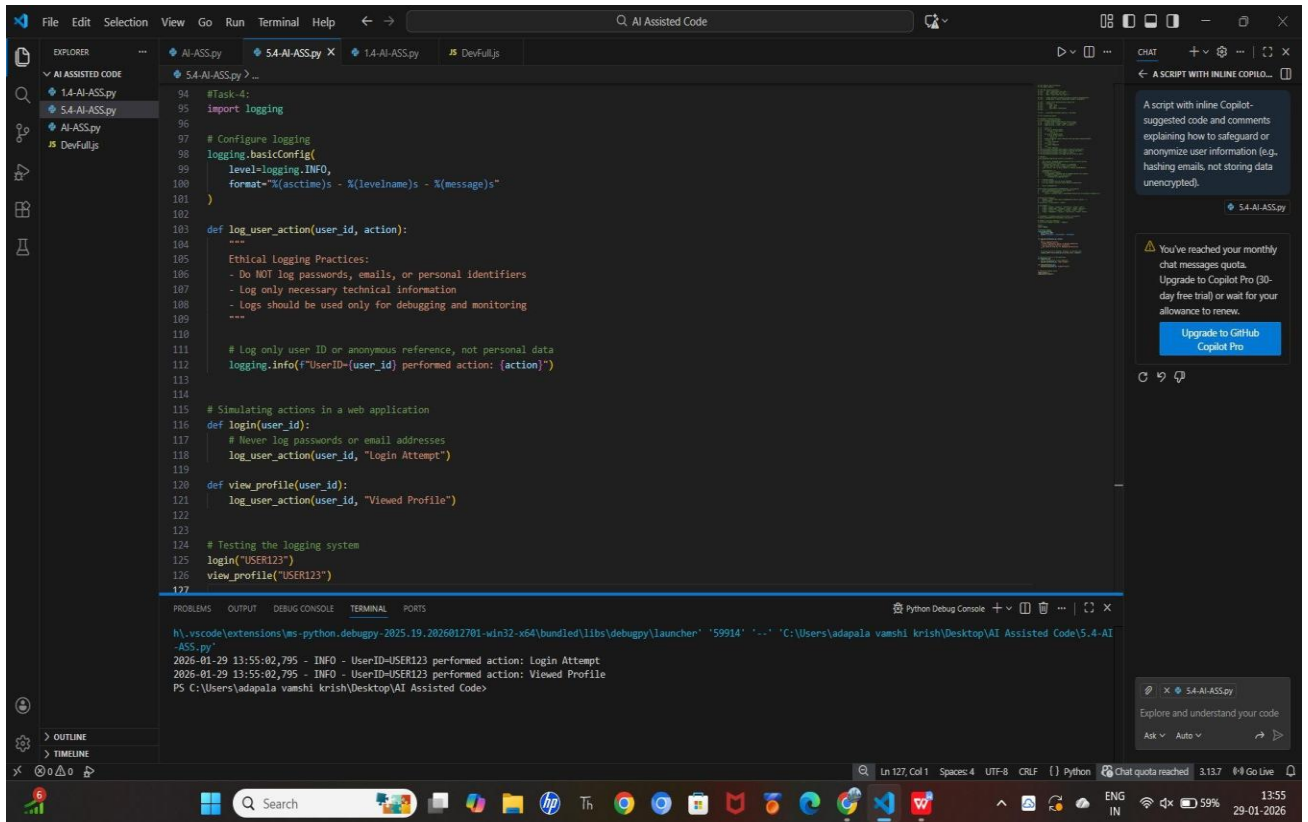 File Edit Selection View Go Run Terminal Help
AI Assisted Code
EXPLORER
AI-ASS.py
5.4-AI-ASS.py
1.4-AI-ASS.py
JS DevFull.js
CHAT
AI ASSISTED CODE
1.4-AI-ASS.py
5.4-AI-ASS.py
AI-ASS.py
JS DevFull.js
5.4-AI-ASS.py > ...
94 #Task-4:
95 import logging
96
97 # Configure logging
98 logging.basicConfig(
99 level=logging.INFO,
100 format="%(asctime)s - %(levelname)s - %(message)s"
101 )
102
103 def log_user_action(user_id, action):
104 """
105 Ethical Logging Practices:
106 - Do NOT log passwords, emails, or personal identifiers
107 - Log only necessary technical information
108 - Logs should be used only for debugging and monitoring
109 """
110
111 # Log only user ID or anonymous reference, not personal data
112 logging.info(f"UserID={user_id} performed action: {action}")
113
114
115 # Simulating actions in a web application
116 def login(user_id):
117 # Never log passwords or email addresses
118 log_user_action(user_id, "Login Attempt")
119
120 def view_profile(user_id):
121 log_user_action(user_id, "Viewed Profile")
122
123
124 # Testing the logging system
125 login("USER123")
126 view_profile("USER123")
127
A SCRIPT WITH INLINE COPILO...
A script with inline Copilot-
suggested code and comments
explaining how to safeguard or
anonymize user information (e.g.,
hashing emails, not storing data
unencrypted).
5.4-AI-ASS.py
You've reached your monthly
chat messages quota.
Upgrade to Copilot Pro (30-
day free trial) or wait for your
allowance to renew.
Upgrade to GitHub
Copilot Pro
PROBLEMS OUTPUT DEBUG CONSOLE TERMINAL PORTS
Python Debug Console
h\.vscode\extensions\ms-python.debugpy-2025.19.2026012701-win32-x64\bundled\libs\debugpy\launcher' '59914' '--' 'C:\Users\adapala vamshi krish\Desktop\AI Assisted Code\5.4-AI
-ASS.py'
2026-01-29 13:55:02,795 - INFO - UserID=USER123 performed action: Login Attempt
2026-01-29 13:55:02,795 - INFO - UserID=USER123 performed action: Viewed Profile
PS C:\Users\adapala vamshi krish\Desktop\AI Assisted Code>
5.4-AI-ASS.py
Explore and understand your code
Ask Auto
OUTLINE
TIMELINE
0 0
Ln 127, Col 1 Spaces: 4 UTF-8 CRLF { } Python Chat quota reached 3.13.7 Go Live
6
Search
Th
ENG
IN
59%
13:55
29-01-2026